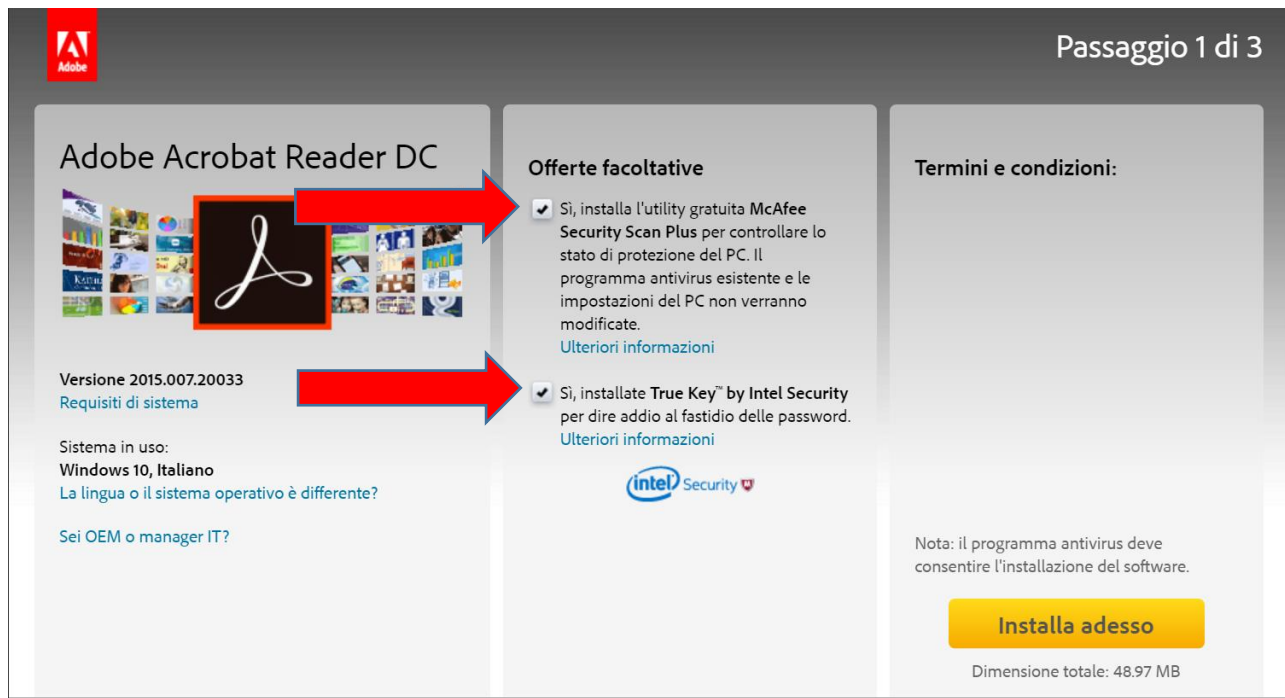 Adobe
Passaggio 1 di 3
Adobe Acrobat Reader DC
Versione 2015.007.20033
Requisiti di sistema
Sistema in uso:
Windows 10, Italiano
La lingua o il sistema operativo è differente?
Sei OEM o manager IT?
Offerte facoltative
Sì, installa l'utility gratuita McAfee
Security Scan Plus per controllare lo
stato di protezione del PC. Il
programma antivirus esistente e le
impostazioni del PC non verranno
modificate.
Ulteriori informazioni
Sì, installate True Key™ by Intel Security
per dire addio al fastidio delle password.
Ulteriori informazioni
intel Security
Termini e condizioni:
Nota: il programma antivirus deve
consentire l'installazione del software.
Installa adesso
Dimensione totale: 48.97 MB